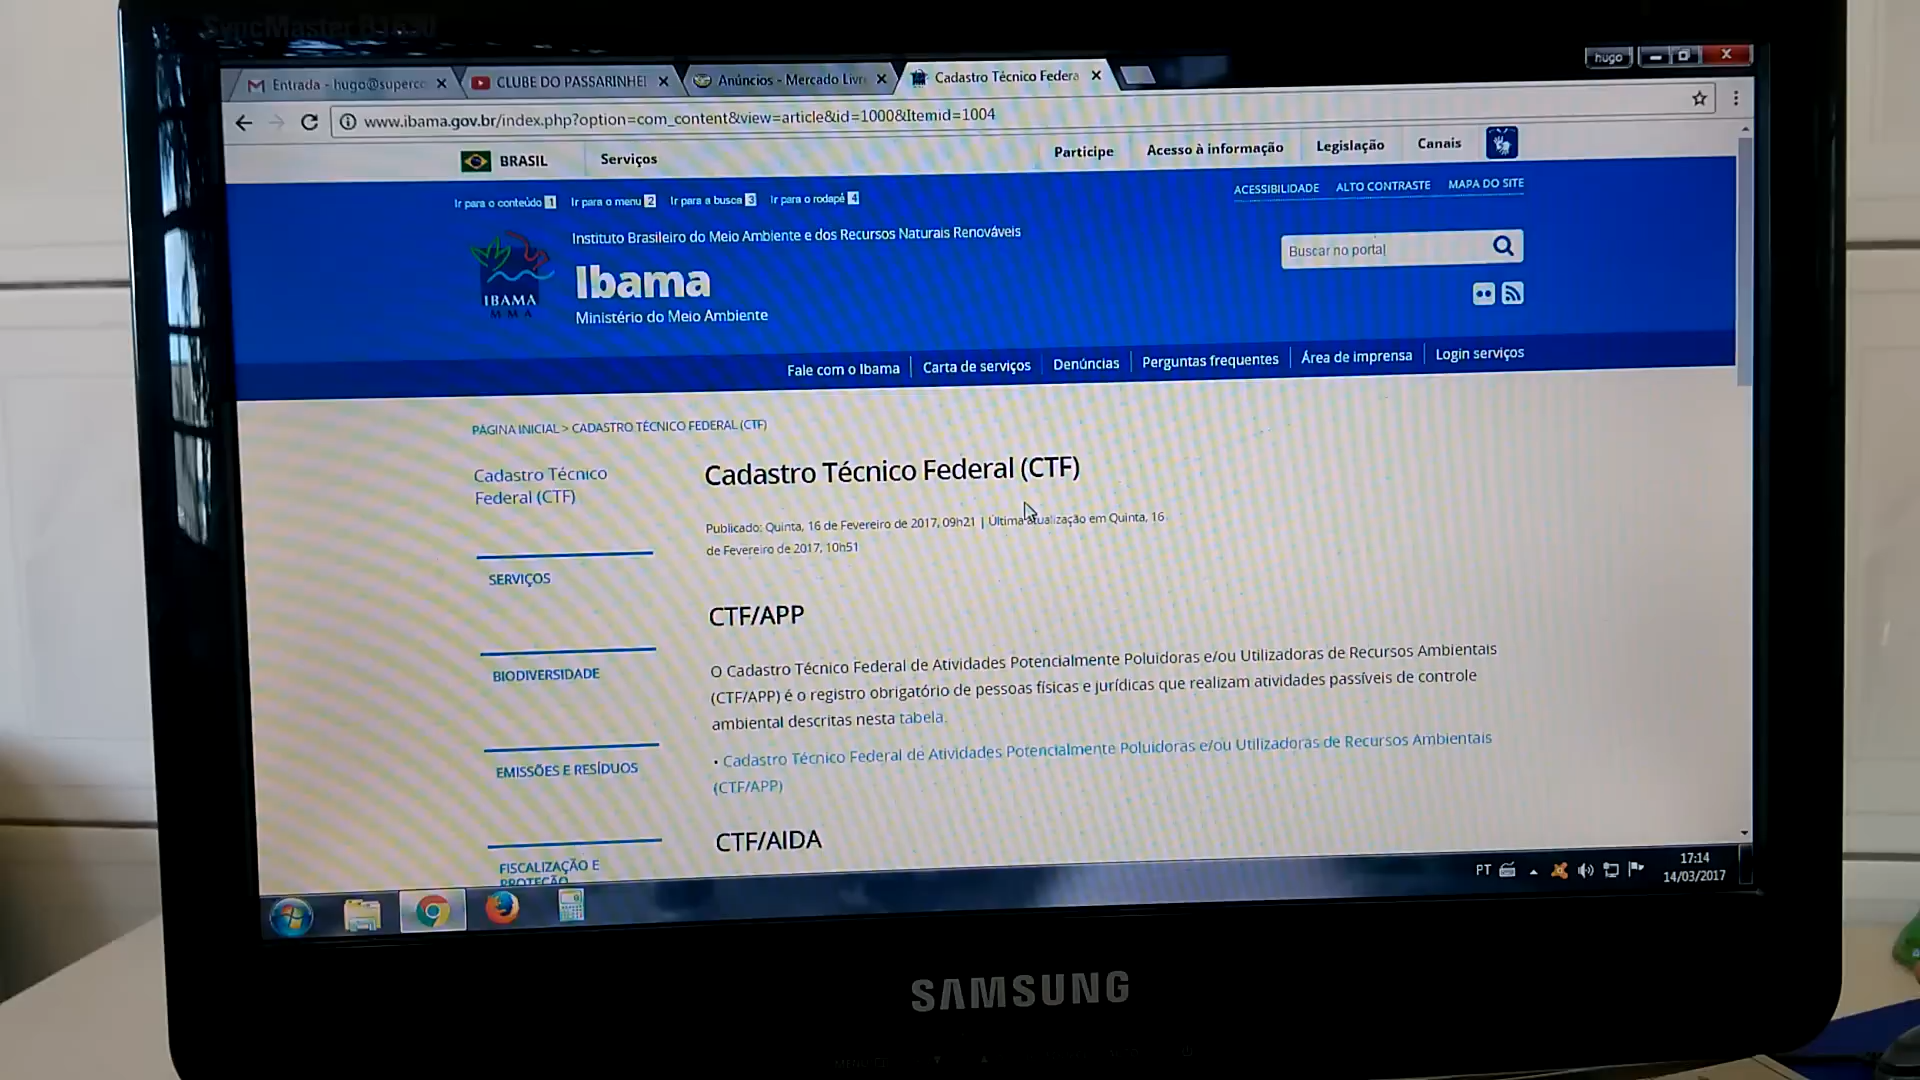 SyncMaster B1630
hugo
Entrada - hugo@superco
CLUBE DO PASSARINHEI
Anúncios - Mercado Livr
Cadastro Técnico Federa
www.ibama.gov.br/index.php?option=com_content&view=article&id=1000&Itemid=1004
BRASIL
Serviços
Participe
Acesso à informação
Legislação
Canais
Ir para o conteúdo 1
Ir para o menu 2
Ir para a busca 3
Ir para o rodapé 4
ACESSIBILIDADE
ALTO CONTRASTE
MAPA DO SITE
IBAMA
M M A
Instituto Brasileiro do Meio Ambiente e dos Recursos Naturais Renováveis
Ibama
Ministério do Meio Ambiente
Buscar no portal
Fale com o Ibama
Carta de serviços
Denúncias
Perguntas frequentes
Área de imprensa
Login serviços
PÁGINA INICIAL > CADASTRO TÉCNICO FEDERAL (CTF)
Cadastro Técnico
Federal (CTF)
SERVIÇOS
BIODIVERSIDADE
EMISSÕES E RESÍDUOS
FISCALIZAÇÃO E
PROTEÇÃO
Cadastro Técnico Federal (CTF)
Publicado: Quinta, 16 de Fevereiro de 2017, 09h21 | Última atualização em Quinta, 16
de Fevereiro de 2017, 10h51
CTF/APP
O Cadastro Técnico Federal de Atividades Potencialmente Poluidoras e/ou Utilizadoras de Recursos Ambientais
(CTF/APP) é o registro obrigatório de pessoas físicas e jurídicas que realizam atividades passíveis de controle
ambiental descritas nesta tabela.
• Cadastro Técnico Federal de Atividades Potencialmente Poluidoras e/ou Utilizadoras de Recursos Ambientais
(CTF/APP)
CTF/AIDA
PT
17:14
14/03/2017
SAMSUNG